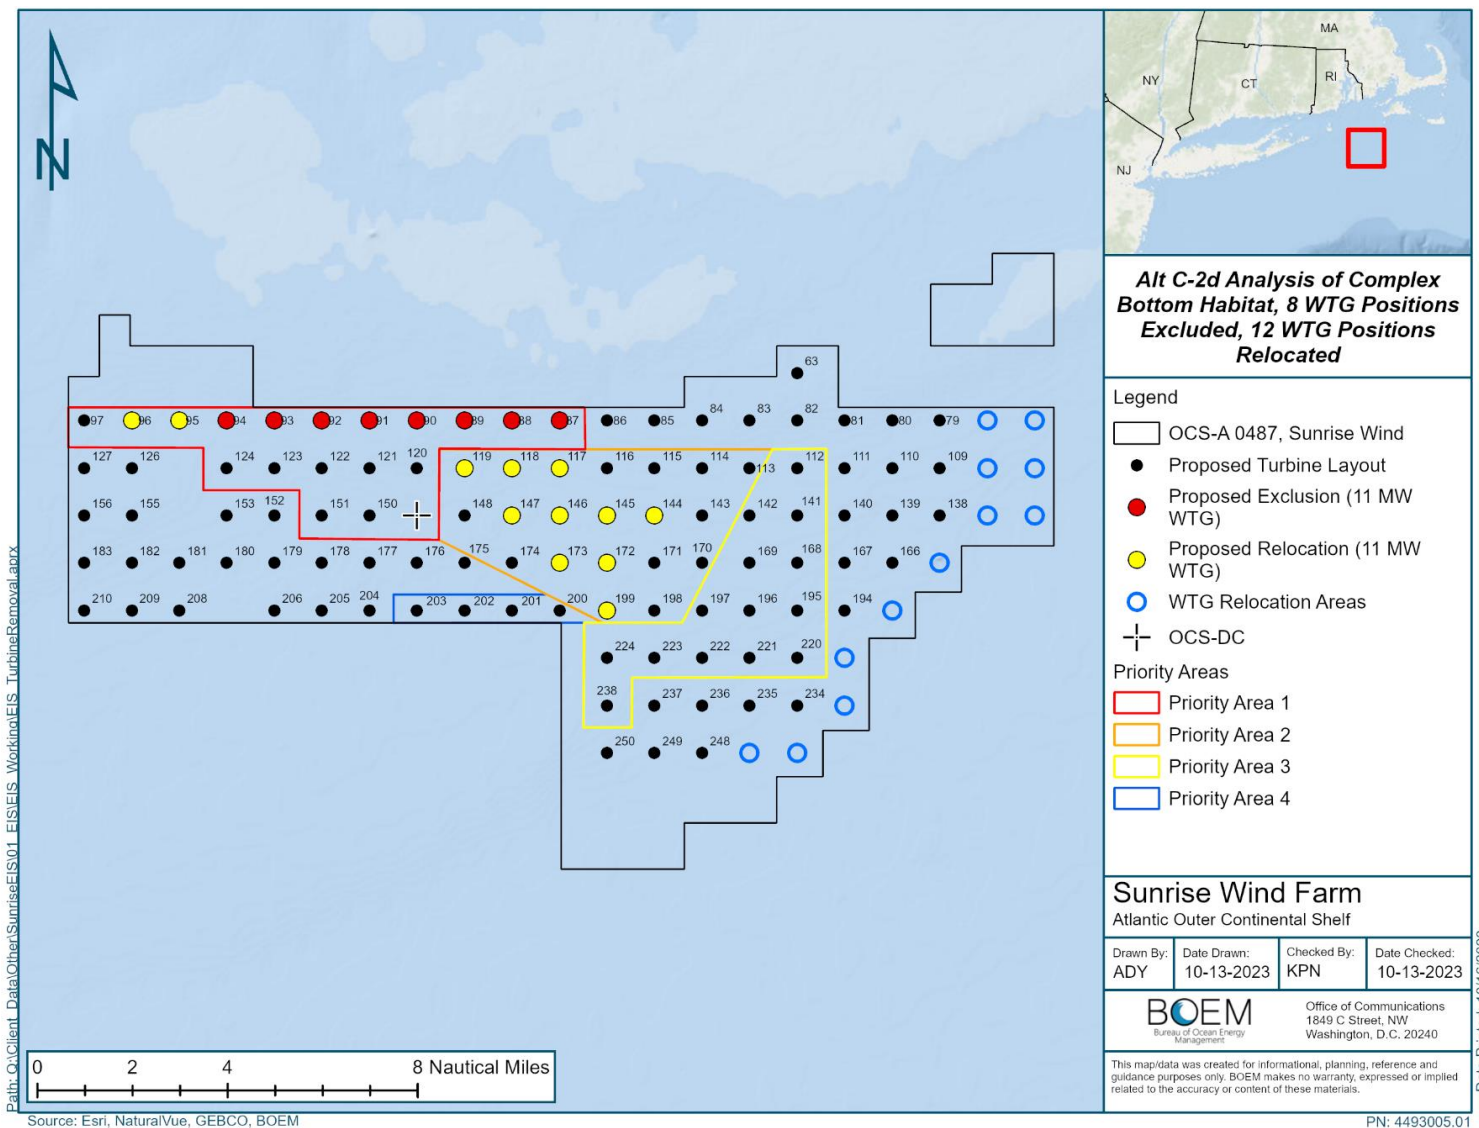 N
63
97
96
95
94
93
92
91
90
89
88
87
86
85
84
83
82
81
80
79
127
126
124
123
122
121
120
119
118
117
116
115
114
113
112
111
110
109
156
155
153
152
151
150
148
147
146
145
144
143
142
141
140
139
138
183
182
181
180
179
178
177
176
175
174
173
172
171
170
169
168
167
166
210
209
208
206
205
204
203
202
201
200
199
198
197
196
195
194
224
223
222
221
220
238
237
236
235
234
250
249
248
0 2 4 8 Nautical Miles
Source: Esri, NaturalVue, GEBCO, BOEM
Path: Q:\Client_Data\Other\SunriseEIS\01_EIS\EIS_Working\EIS_TurbineRemoval.aprx
MA
NY
CT
RI
NJ
Alt C-2d Analysis of Complex
Bottom Habitat, 8 WTG Positions
Excluded, 12 WTG Positions
Relocated
Legend
OCS-A 0487, Sunrise Wind
Proposed Turbine Layout
Proposed Exclusion (11 MW
WTG)
Proposed Relocation (11 MW
WTG)
WTG Relocation Areas
OCS-DC
Priority Areas
Priority Area 1
Priority Area 2
Priority Area 3
Priority Area 4
Sunrise Wind Farm
Atlantic Outer Continental Shelf
Drawn By:
ADY
Date Drawn:
10-13-2023
Checked By:
KPN
Date Checked:
10-13-2023
BOEM
Bureau of Ocean Energy
Management
Office of Communications
1849 C Street, NW
Washington, D.C. 20240
This map/data was created for informational, planning, reference and
guidance purposes only. BOEM makes no warranty, expressed or implied
related to the accuracy or content of these materials.
PN: 4493005.01